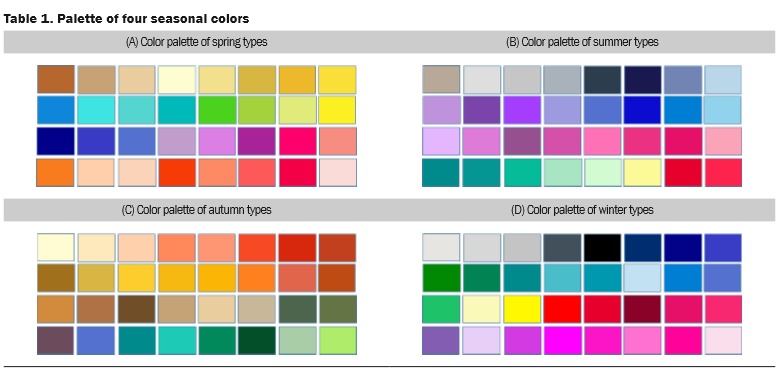 Table 1. Palette of four seasonal colors
(A) Color palette of spring types
(B) Color palette of summer types
(C) Color palette of autumn types
(D) Color palette of winter types